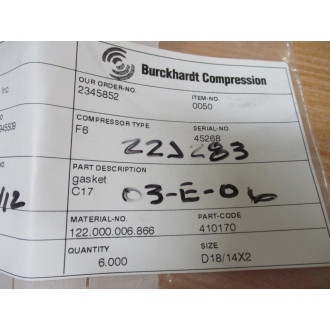 Burckhardt Compression
OUR ORDER-NO.
2345852
ITEM-NO.
0050
COMPRESSOR TYPE
F6
SERIAL-NO.
45268
221283
PART DESCRIPTION
gasket
C17
03-E-06
MATERIAL-NO.
122.000.006.866
PART-CODE
410170
QUANTITY
6.000
SIZE
D18/14X2